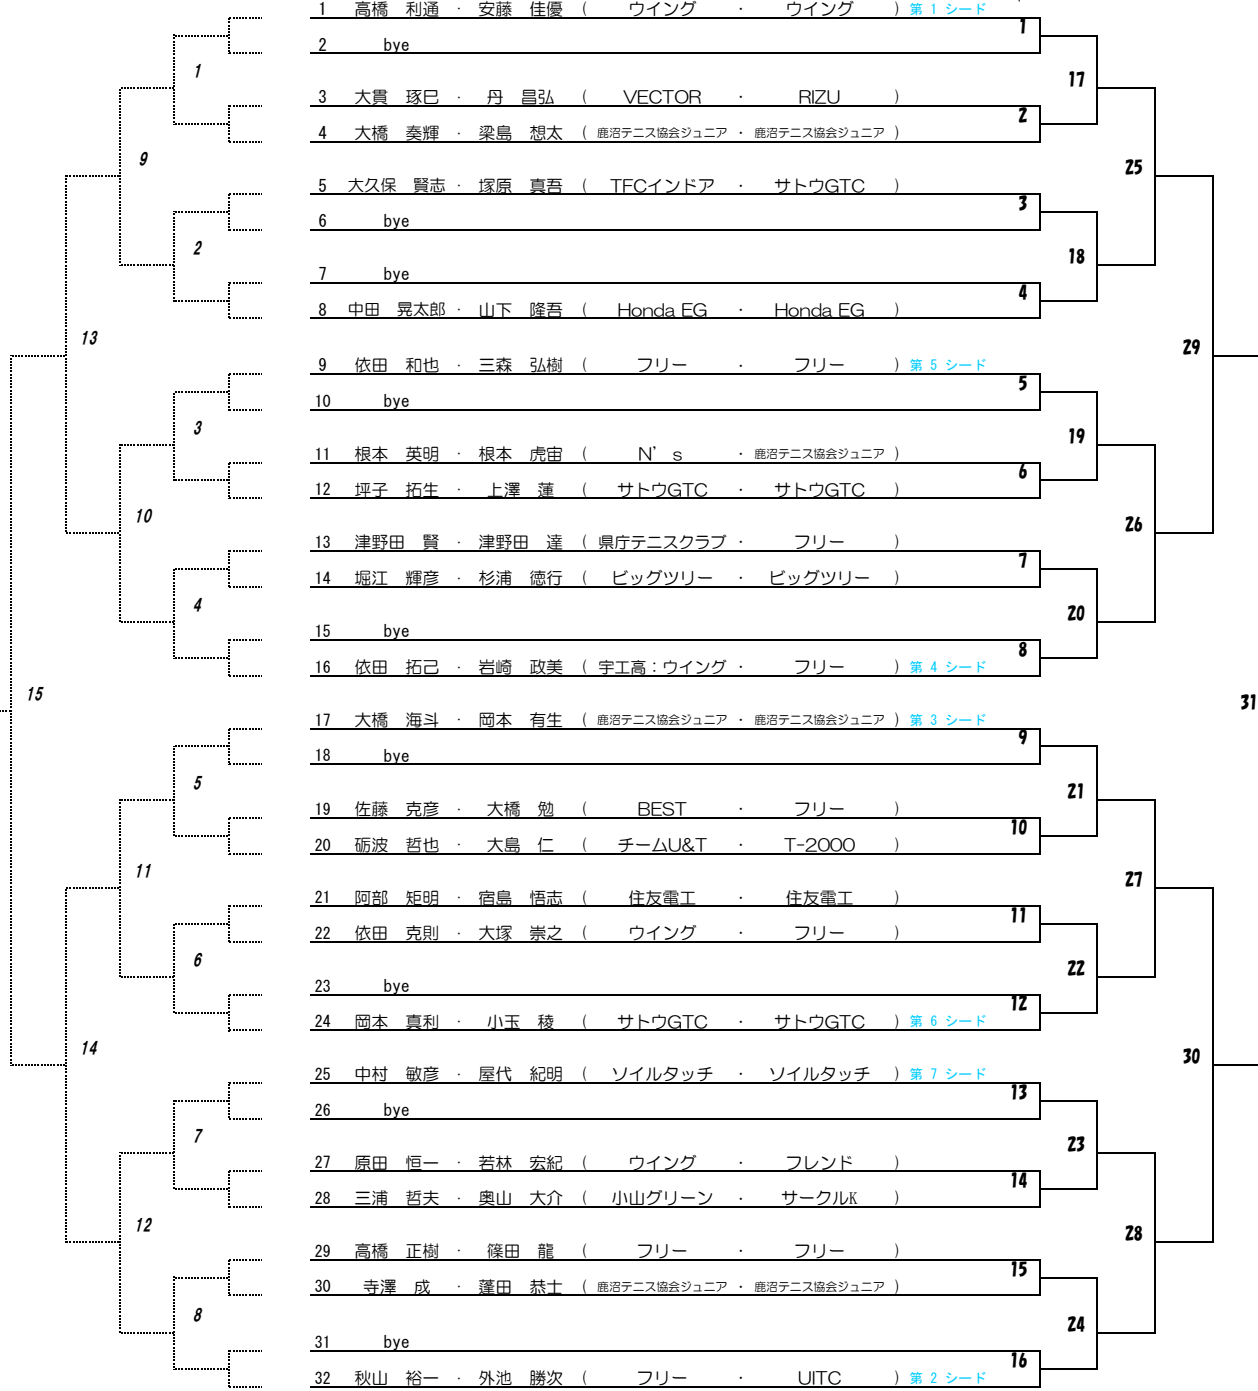 1 高橋 利通 ・ 安藤 佳優 ( ウイング ・ ウイング ) 第 1 シード
1
2 bye
1
17
3 大貫 琢巳 ・ 丹 昌弘 ( VECTOR ・ RIZU )
2
4 大橋 奏輝 ・ 梁島 想太 ( 鹿沼テニス協会ジュニア ・ 鹿沼テニス協会ジュニア )
9
25
5 大久保 賢志 ・ 塚原 真吾 ( TFCインドア ・ サトウGTC )
3
6 bye
2
18
7 bye
4
8 中田 晃太郎 ・ 山下 隆吾 ( Honda EG ・ Honda EG )
13
29
9 依田 和也 ・ 三森 弘樹 ( フリー ・ フリー ) 第 5 シード
5
10 bye
3
19
11 根本 英明 ・ 根本 虎宙 ( N’s ・ 鹿沼テニス協会ジュニア )
6
12 坪子 拓生 ・ 上澤 蓮 ( サトウGTC ・ サトウGTC )
10
26
13 津野田 賢 ・ 津野田 達 ( 県庁テニスクラブ ・ フリー )
7
14 堀江 輝彦 ・ 杉浦 徳行 ( ビッグツリー ・ ビッグツリー )
4
20
15 bye
8
16 依田 拓己 ・ 岩崎 政美 ( 宇工高:ウイング ・ フリー ) 第 4 シード
15
31
17 大橋 海斗 ・ 岡本 有生 ( 鹿沼テニス協会ジュニア ・ 鹿沼テニス協会ジュニア ) 第 3 シード
9
18 bye
5
21
19 佐藤 克彦 ・ 大橋 勉 ( BEST ・ フリー )
10
20 砺波 哲也 ・ 大島 仁 ( チームU&T ・ T-2000 )
11
27
21 阿部 矩明 ・ 宿島 悟志 ( 住友電工 ・ 住友電工 )
11
22 依田 克則 ・ 大塚 崇之 ( ウイング ・ フリー )
6
22
23 bye
12
24 岡本 真利 ・ 小玉 稜 ( サトウGTC ・ サトウGTC ) 第 6 シード
14
30
25 中村 敏彦 ・ 屋代 紀明 ( ソイルタッチ ・ ソイルタッチ ) 第 7 シード
13
26 bye
7
23
27 原田 恒一 ・ 若林 宏紀 ( ウイング ・ フレンド )
14
28 三浦 哲夫 ・ 奥山 大介 ( 小山グリーン ・ サークルK )
12
28
29 高橋 正樹 ・ 篠田 龍 ( フリー ・ フリー )
15
30 寺澤 成 ・ 蓬田 恭士 ( 鹿沼テニス協会ジュニア ・ 鹿沼テニス協会ジュニア )
8
24
31 bye
16
32 秋山 裕一 ・ 外池 勝次 ( フリー ・ UITC ) 第 2 シード